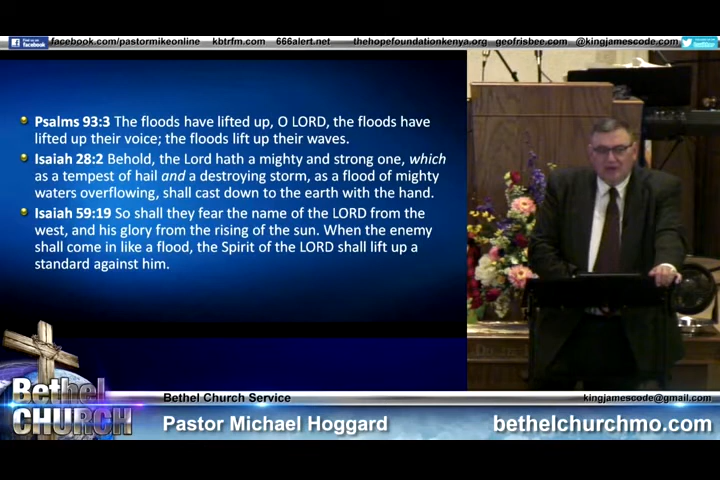 facebook.com/pastormikeonline kbtrfm.com 666alert.net thehopefoundationkenya.org geofrisbee.com @kingjamescode.com
Psalms 93:3 The floods have lifted up, O LORD, the floods have
lifted up their voice; the floods lift up their waves.
Isaiah 28:2 Behold, the Lord hath a mighty and strong one, which
as a tempest of hail and a destroying storm, as a flood of mighty
waters overflowing, shall cast down to the earth with the hand.
Isaiah 59:19 So shall they fear the name of the LORD from the
west, and his glory from the rising of the sun. When the enemy
shall come in like a flood, the Spirit of the LORD shall lift up a
standard against him.
Bethel
CHURCH
Bethel Church Service
kingjamescode@gmail.com
Pastor Michael Hoggard
bethelchurchmo.com